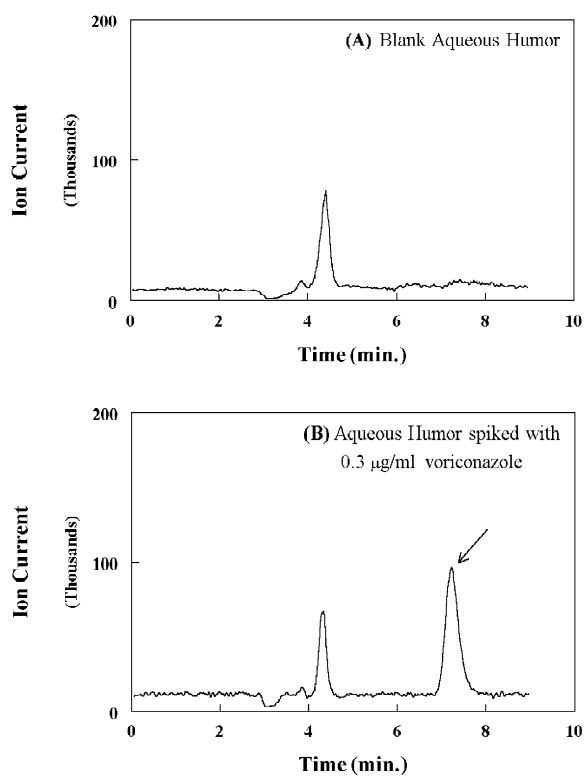 200
(A) Blank Aqueous Humor
100
0
Ion Current
(Thousands)
0 2 4 6 8 10
Time (min.)
200
(B) Aqueous Humor spiked with
0.3 μg/ml voriconazole
100
0
Ion Current
(Thousands)
0 2 4 6 8 10
Time (min.)